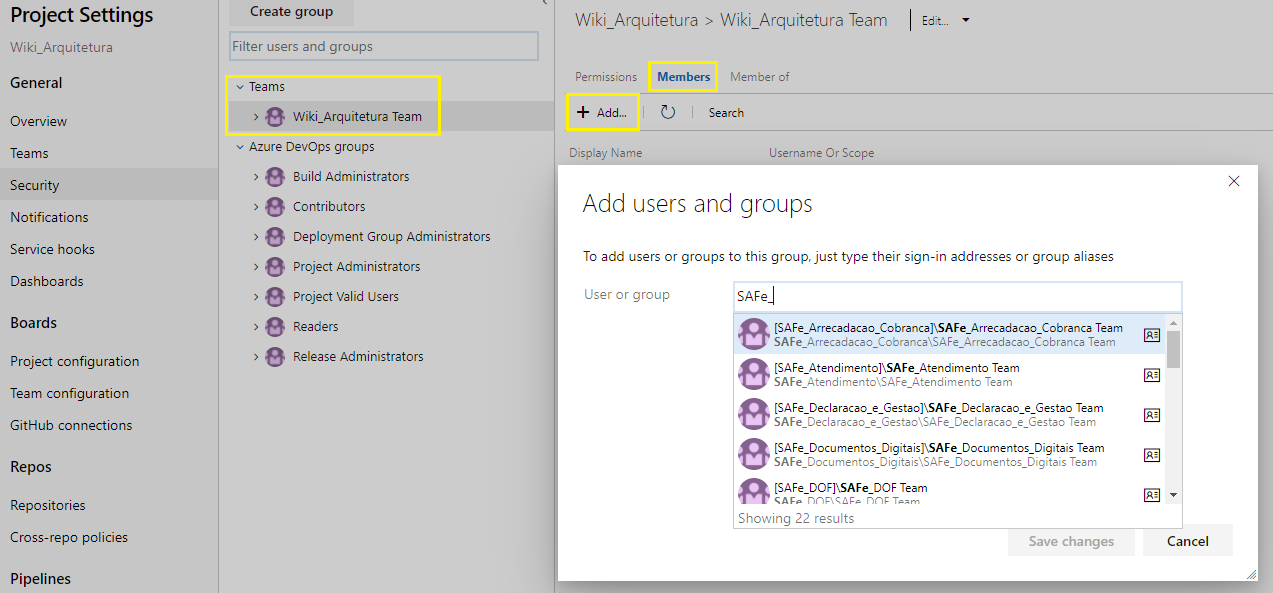 Project Settings
Wiki_Arquitetura
General
Overview
Teams
Security
Notifications
Service hooks
Dashboards
Boards
Project configuration
Team configuration
GitHub connections
Repos
Repositories
Cross-repo policies
Pipelines
Create group
Filter users and groups
Teams
Wiki_Arquitetura Team
Azure DevOps groups
Build Administrators
Contributors
Deployment Group Administrators
Project Administrators
Project Valid Users
Readers
Release Administrators
Wiki_Arquitetura > Wiki_Arquitetura Team
Edit...
Permissions Members Member of
+ Add... Search
Display Name Username Or Scope
Add users and groups
To add users or groups to this group, just type their sign-in addresses or group aliases
User or group
SAFe_
[SAFe_Arrecadacao_Cobranca]\SAFe_Arrecadacao_Cobranca Team
SAFe_Arrecadacao_Cobranca\SAFe_Arrecadacao_Cobranca Team
[SAFe_Atendimento]\SAFe_Atendimento Team
SAFe_Atendimento\SAFe_Atendimento Team
[SAFe_Declaracao_e_Gestao]\SAFe_Declaracao_e_Gestao Team
SAFe_Declaracao_e_Gestao\SAFe_Declaracao_e_Gestao Team
[SAFe_Documentos_Digitais]\SAFe_Documentos_Digitais Team
SAFe_Documentos_Digitais\SAFe_Documentos_Digitais Team
[SAFe_DOF]\SAFe_DOF Team
SAFe_DOF\SAFe_DOF Team
Showing 22 results
Save changes Cancel